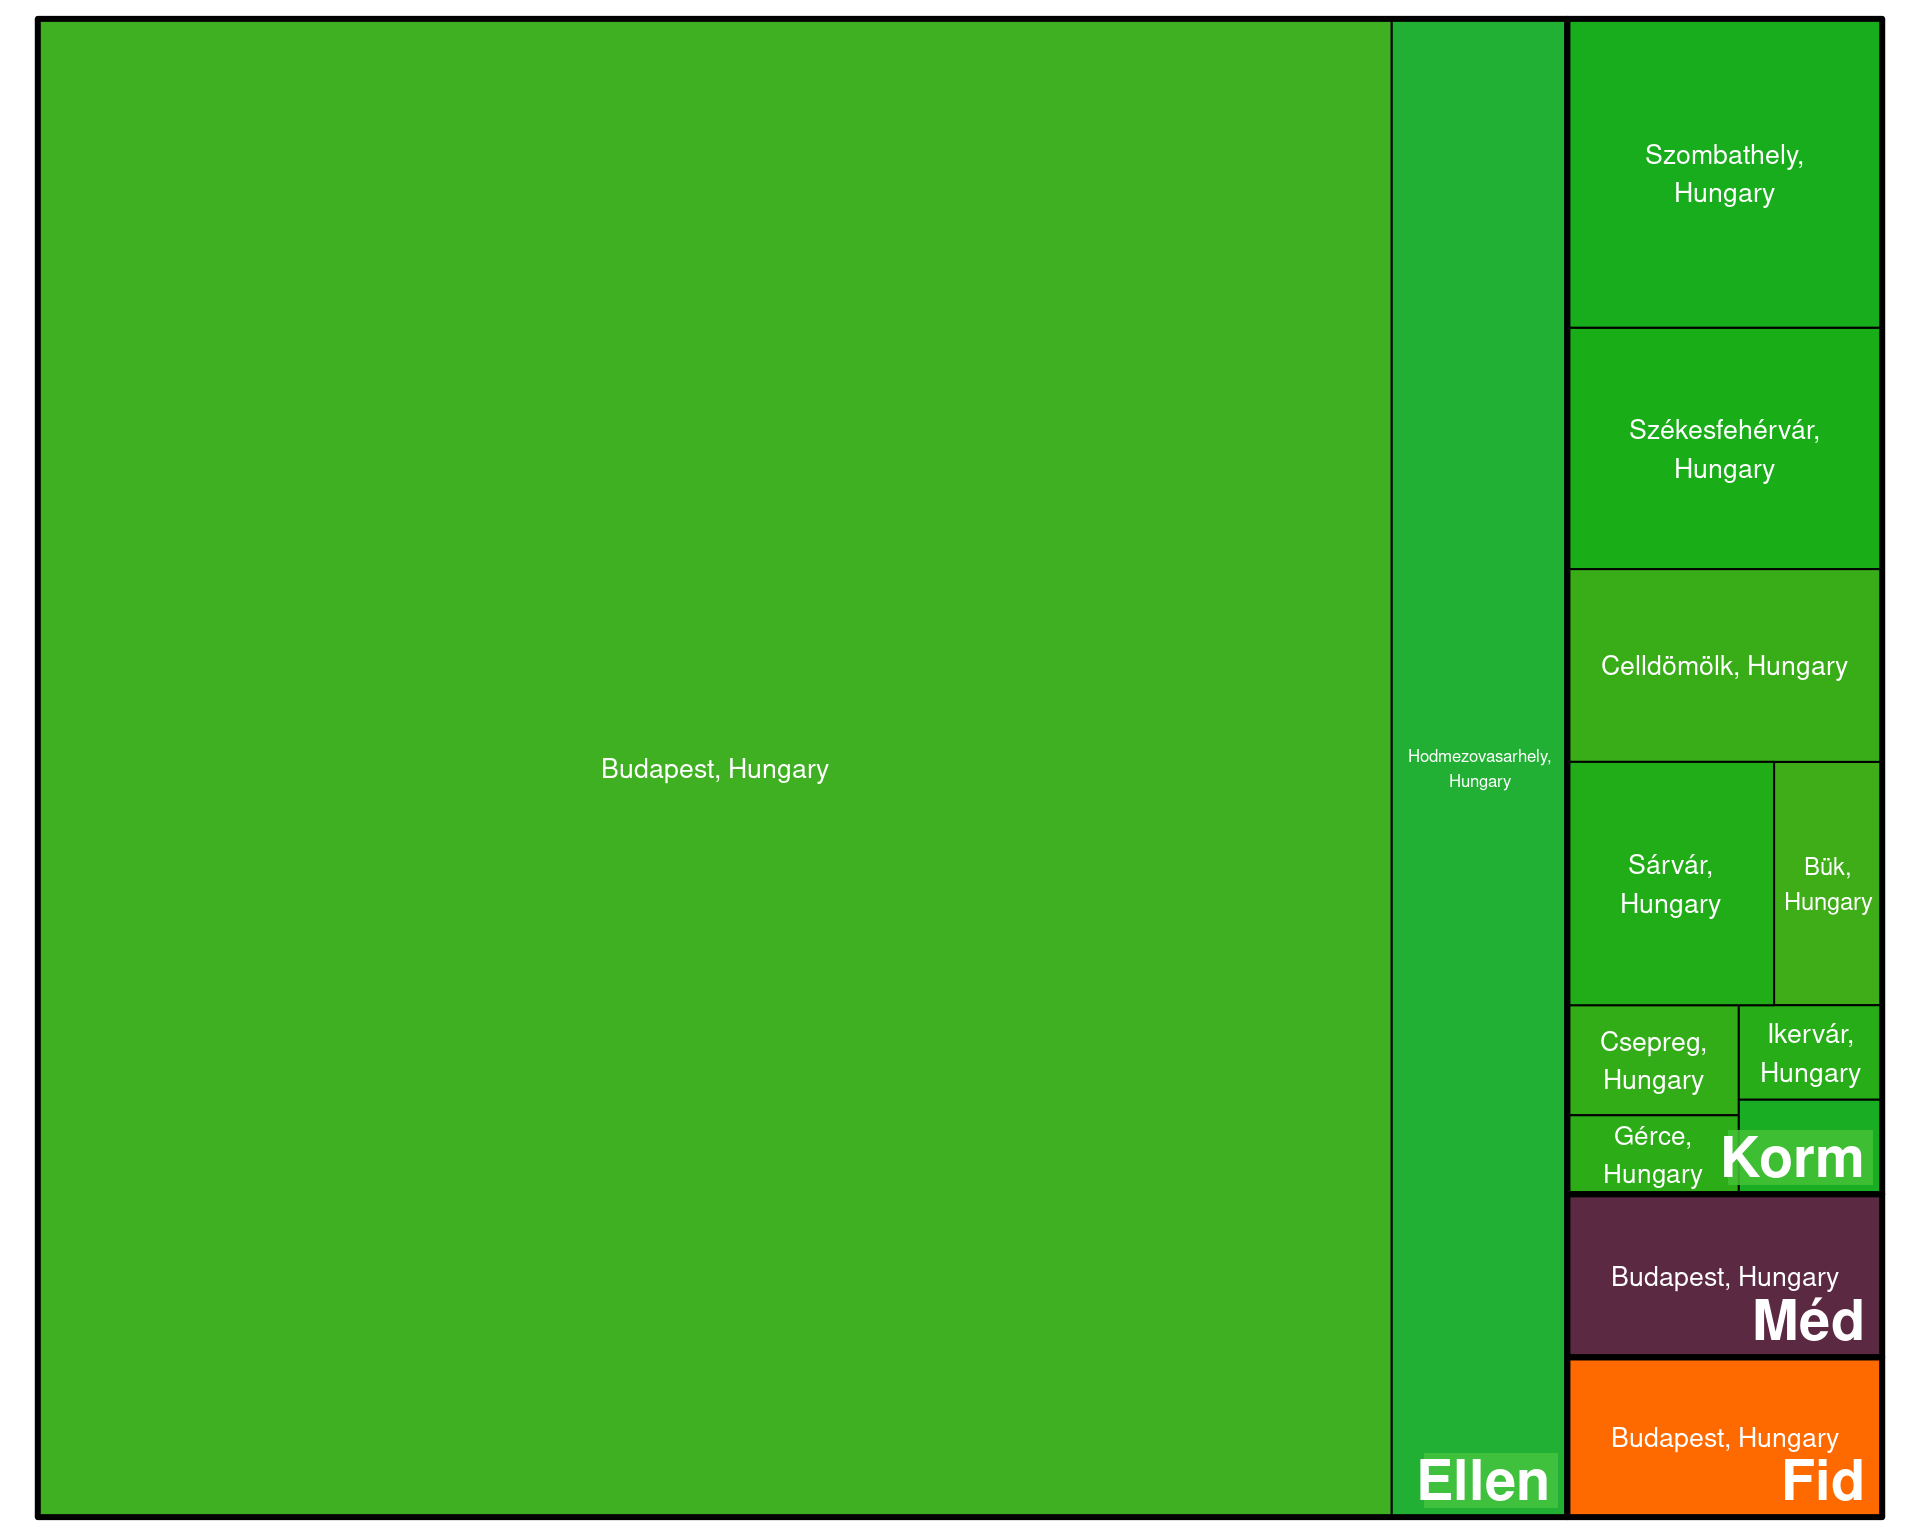 Budapest, Hungary
Hodmezovasarhely,
Hungary
Ellen
Szombathely,
Hungary
Székesfehérvár,
Hungary
Celldömölk, Hungary
Sárvár,
Hungary
Bük,
Hungary
Csepreg,
Hungary
Ikervár,
Hungary
Gérce,
Hungary
Korm
Budapest, Hungary
Méd
Budapest, Hungary
Fid